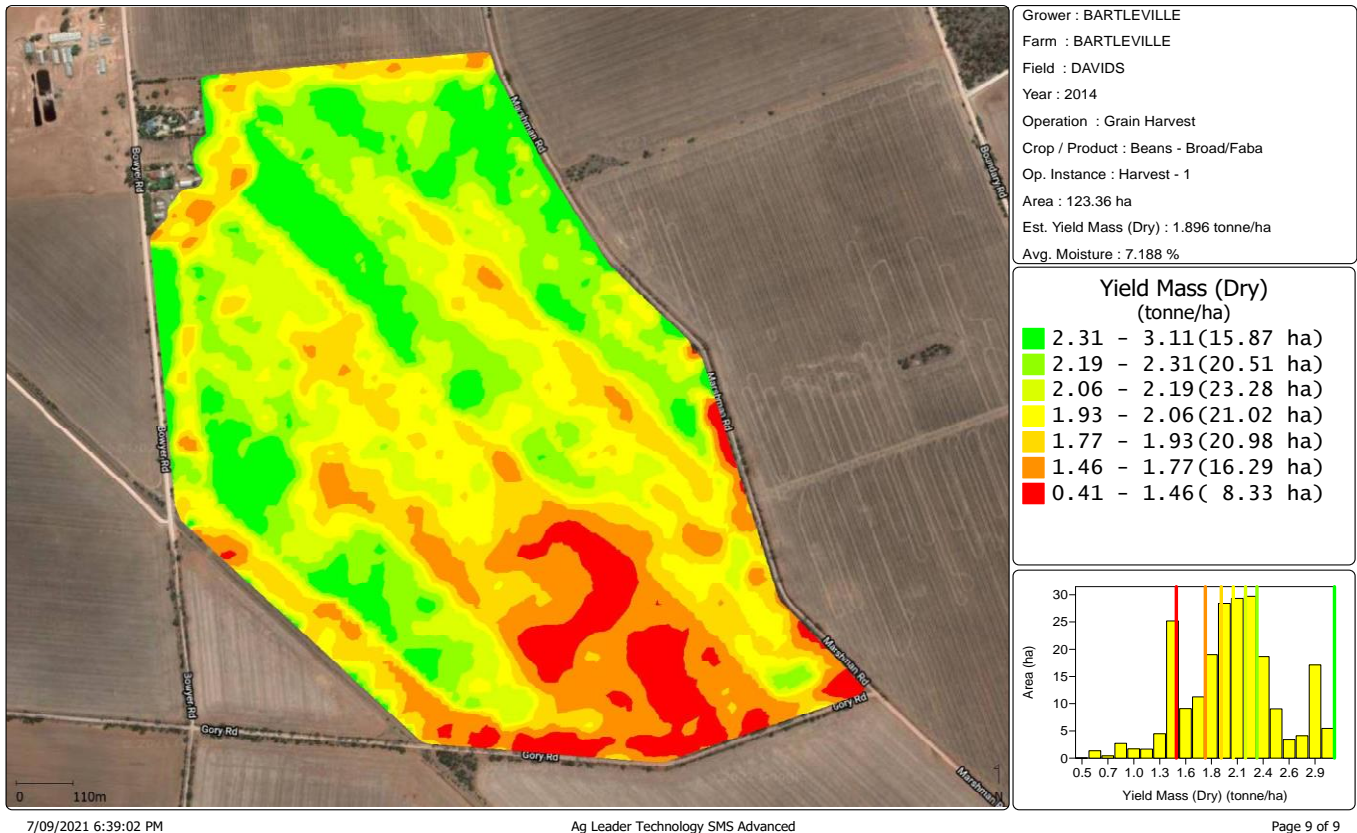 Grower : BARTLEVILLE
Farm : BARTLEVILLE
Field : DAVIDS
Year : 2014
Operation : Grain Harvest
Crop / Product : Beans - Broad/Faba
Op. Instance : Harvest - 1
Area : 123.36 ha
Est. Yield Mass (Dry) : 1.896 tonne/ha
Avg. Moisture : 7.188 %
Yield Mass (Dry)
(tonne/ha)
2.31 - 3.11(15.87 ha)
2.19 - 2.31(20.51 ha)
2.06 - 2.19(23.28 ha)
1.93 - 2.06(21.02 ha)
1.77 - 1.93(20.98 ha)
1.46 - 1.77(16.29 ha)
0.41 - 1.46( 8.33 ha)
Area (ha)
30
25
20
15
10
5
0
0.5 0.7 1.0 1.3 1.6 1.8 2.1 2.4 2.6 2.9
Yield Mass (Dry) (tonne/ha)
Marshman Rd
Boundary Rd
Bowyer Rd
Marshman Rd
Bowyer Rd
Marshman Rd
Bowyer Rd
Gory Rd
Gory Rd
Gory Rd
Marshman R
0 110m
N
7/09/2021 6:39:02 PM
Ag Leader Technology SMS Advanced
Page 9 of 9